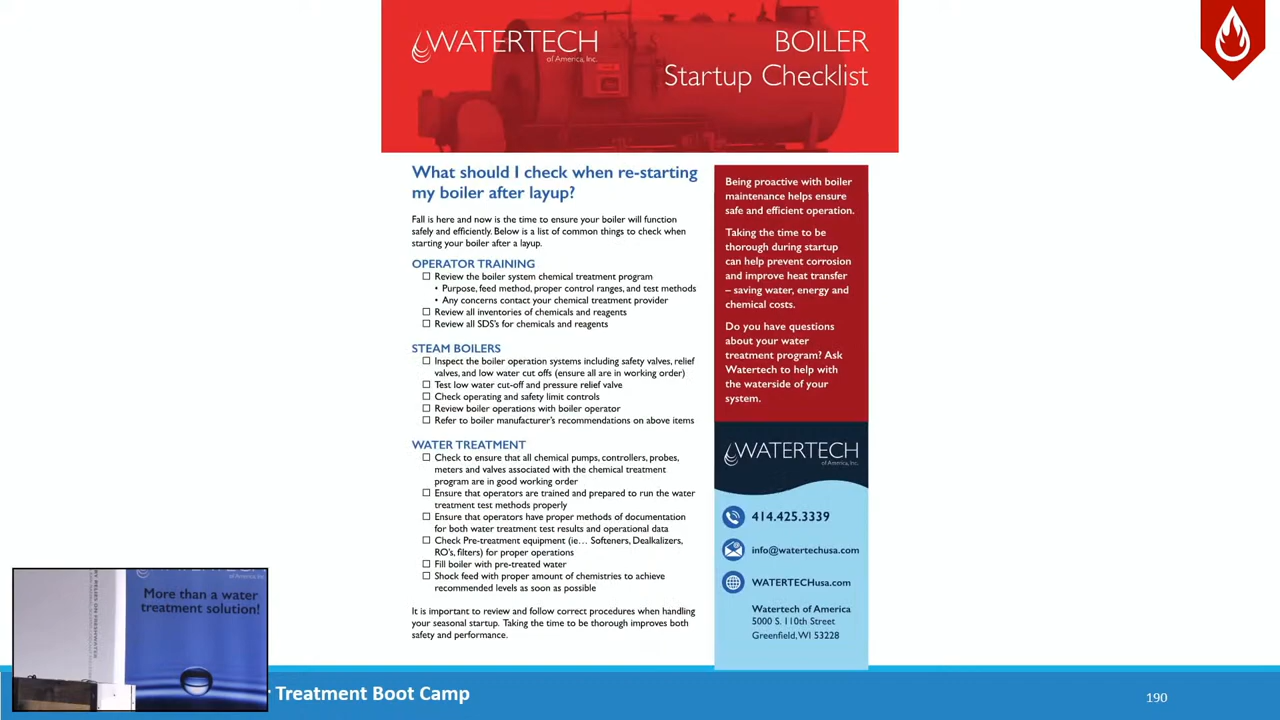 WATERTECH
of America, Inc.
BOILER
Startup Checklist
What should I check when re-starting
my boiler after layup?
Fall is here and now is the time to ensure your boiler will function
safely and efficiently. Below is a list of common things to check when
starting your boiler after a layup.
OPERATOR TRAINING
☐ Review the boiler system chemical treatment program
• Purpose, feed method, proper control ranges, and test methods
• Any concerns contact your chemical treatment provider
☐ Review all inventories of chemicals and reagents
☐ Review all SDS's for chemicals and reagents
STEAM BOILERS
☐ Inspect the boiler operation systems including safety valves, relief
valves, and low water cut offs (ensure all are in working order)
☐ Test low water cut-off and pressure relief valve
☐ Check operating and safety limit controls
☐ Review boiler operations with boiler operator
☐ Refer to boiler manufacturer's recommendations on above items
WATER TREATMENT
☐ Check to ensure that all chemical pumps, controllers, probes,
meters and valves associated with the chemical treatment
program are in good working order
☐ Ensure that operators are trained and prepared to run the water
treatment test methods properly
☐ Ensure that operators have proper methods of documentation
for both water treatment test results and operational data
☐ Check Pre-treatment equipment (ie... Softeners, Dealkalizers,
RO's, filters) for proper operations
☐ Fill boiler with pre-treated water
☐ Shock feed with proper amount of chemistries to achieve
recommended levels as soon as possible
It is important to review and follow correct procedures when handling
your seasonal startup. Taking the time to be thorough improves both
safety and performance.
Being proactive with boiler
maintenance helps ensure
safe and efficient operation.
Taking the time to be
thorough during startup
can help prevent corrosion
and improve heat transfer
– saving water, energy and
chemical costs.
Do you have questions
about your water
treatment program? Ask
Watertech to help with
the waterside of your
system.
WATERTECH
of America, Inc.
414.425.3339
info@watertechusa.com
WATERTECHusa.com
Watertech of America
5000 S. 110th Street
Greenfield, WI 53228
More than a water
treatment solution!
Treatment Boot Camp
190